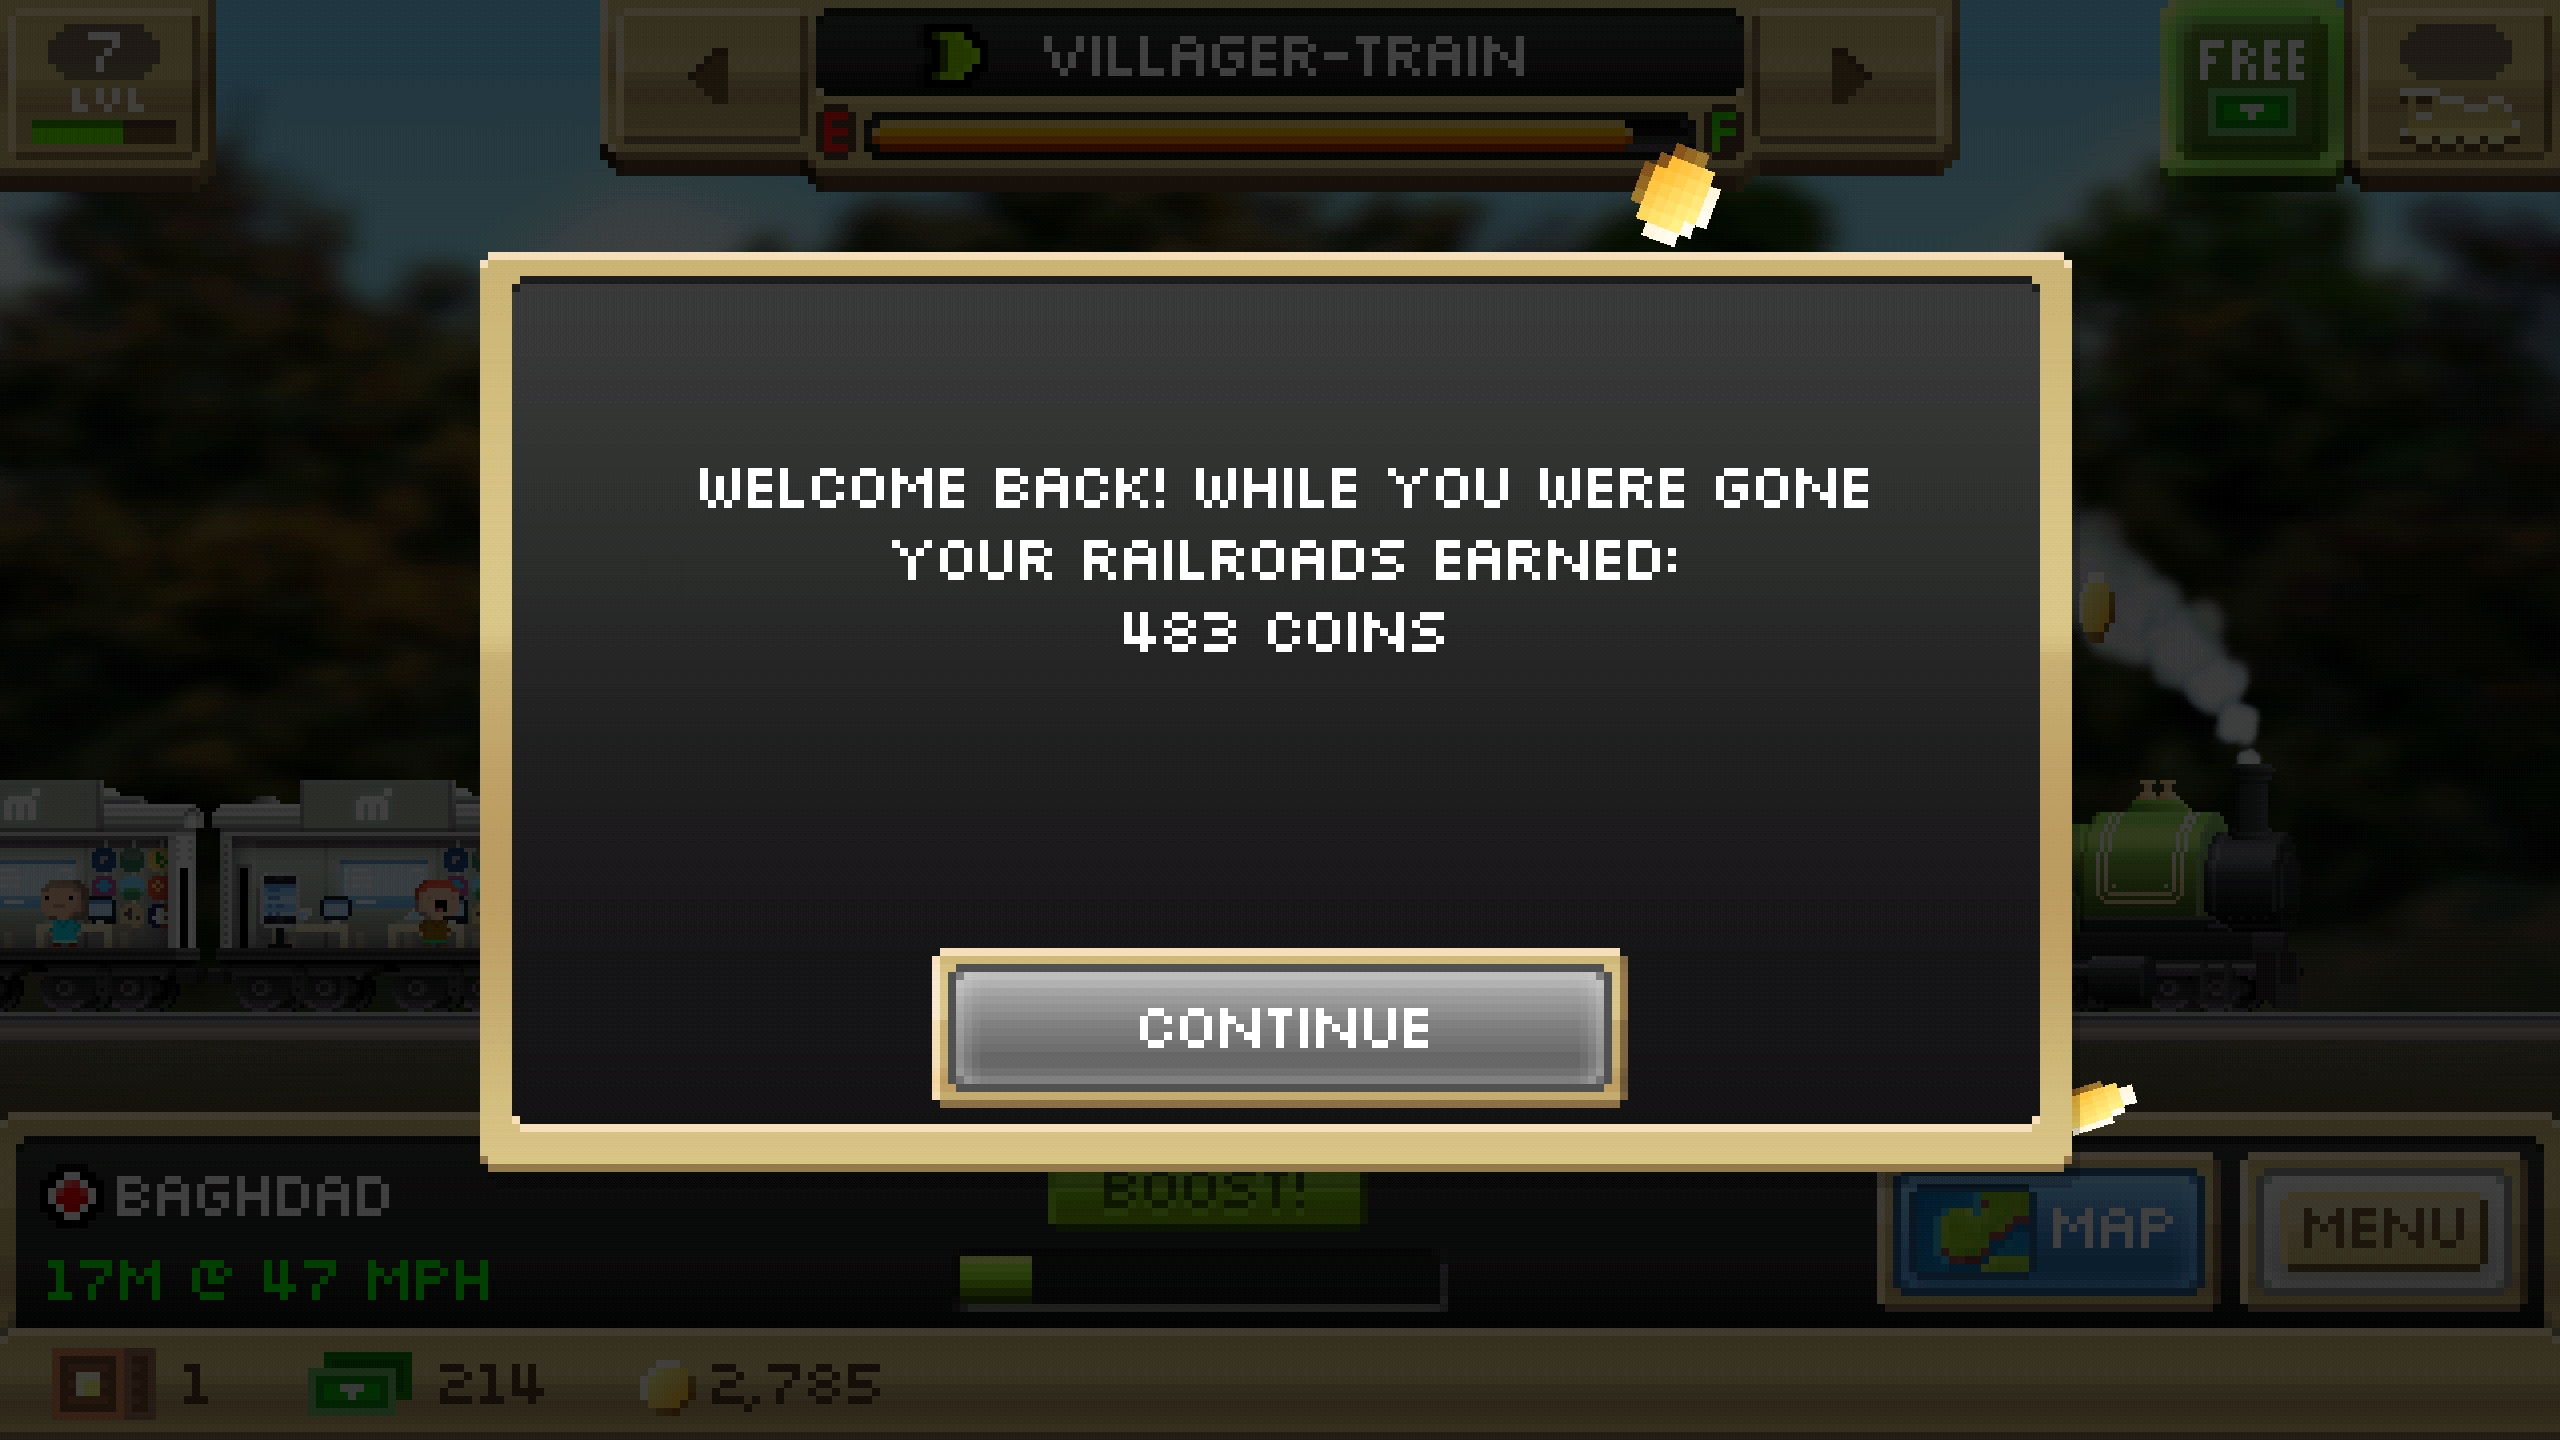 7
LVL
VILLAGER-TRAIN
E
F
FREE
WELCOME BACK! WHILE YOU WERE GONE
YOUR RAILROADS EARNED:
483 COINS
CONTINUE
BAGHDAD
17M @ 47 MPH
BOOST!
MAP
MENU
1
214
2,785